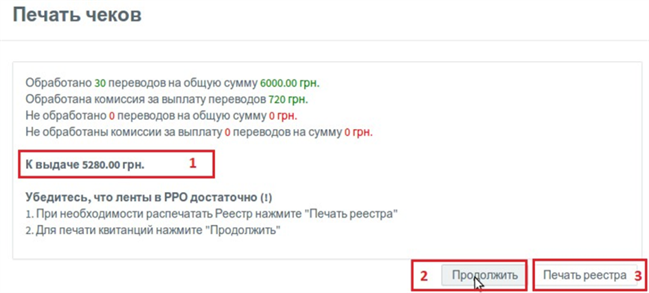 Печать чеков
Обработано 30 переводов на общую сумму 6000.00 грн.
Обработана комиссия за выплату переводов 720 грн.
Не обработано 0 переводов на общую сумму 0 грн.
Не обработаны комиссии за выплату 0 переводов на сумму 0 грн.
К выдаче 5280.00 грн. 1
Убедитесь, что ленты в РРО достаточно (!)
1. При необходимости распечатать Реестр нажмите "Печать реестра"
2. Для печати квитанций нажмите "Продолжить"
2 Продолжить Печать реестра 3